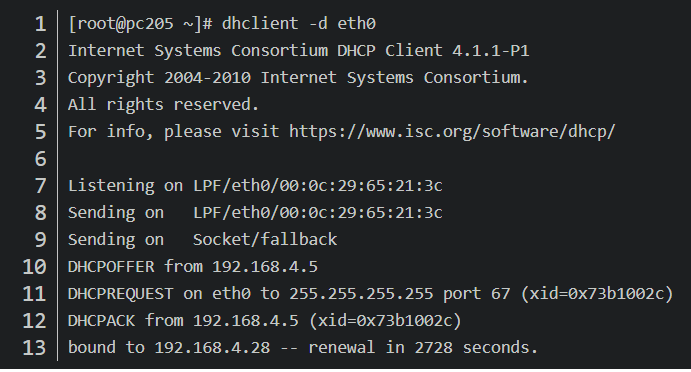 1 [root@pc205 ~]# dhclient -d eth0
2 Internet Systems Consortium DHCP Client 4.1.1-P1
3 Copyright 2004-2010 Internet Systems Consortium.
4 All rights reserved.
5 For info, please visit https://www.isc.org/software/dhcp/
6
7 Listening on LPF/eth0/00:0c:29:65:21:3c
8 Sending on   LPF/eth0/00:0c:29:65:21:3c
9 Sending on   Socket/fallback
10 DHCPOFFER from 192.168.4.5
11 DHCPREQUEST on eth0 to 255.255.255.255 port 67 (xid=0x73b1002c)
12 DHCPACK from 192.168.4.5 (xid=0x73b1002c)
13 bound to 192.168.4.28 -- renewal in 2728 seconds.